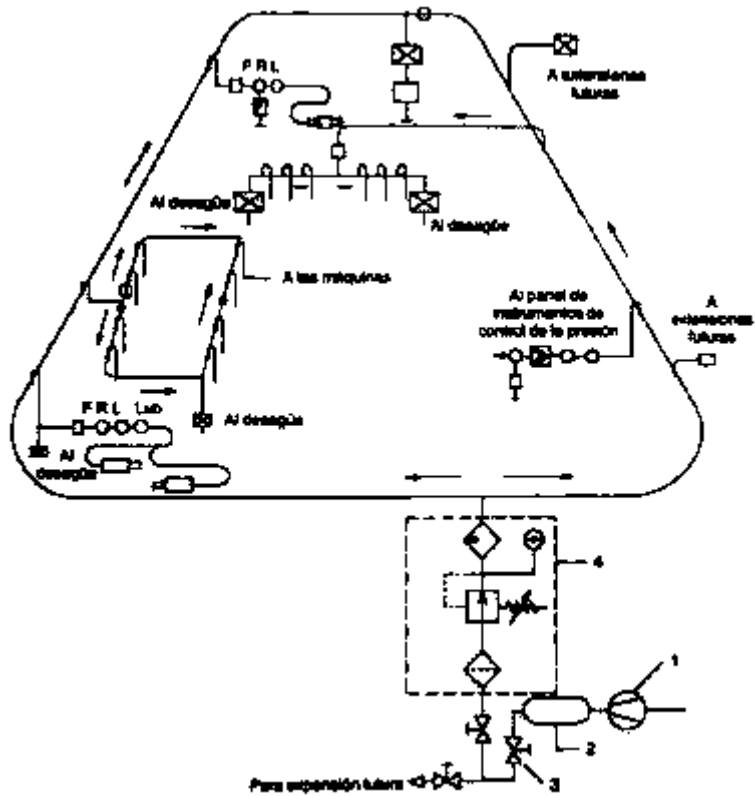 F R L
A extensiones
futuras
Al desagüe
Al desagüe
A las máquinas
Al panel de
instrumentos de
control de la presión
A
extensiones
futuras
F R L Lub
Al desagüe
Al
desagüe
4
1
2
3
Para expansión futura